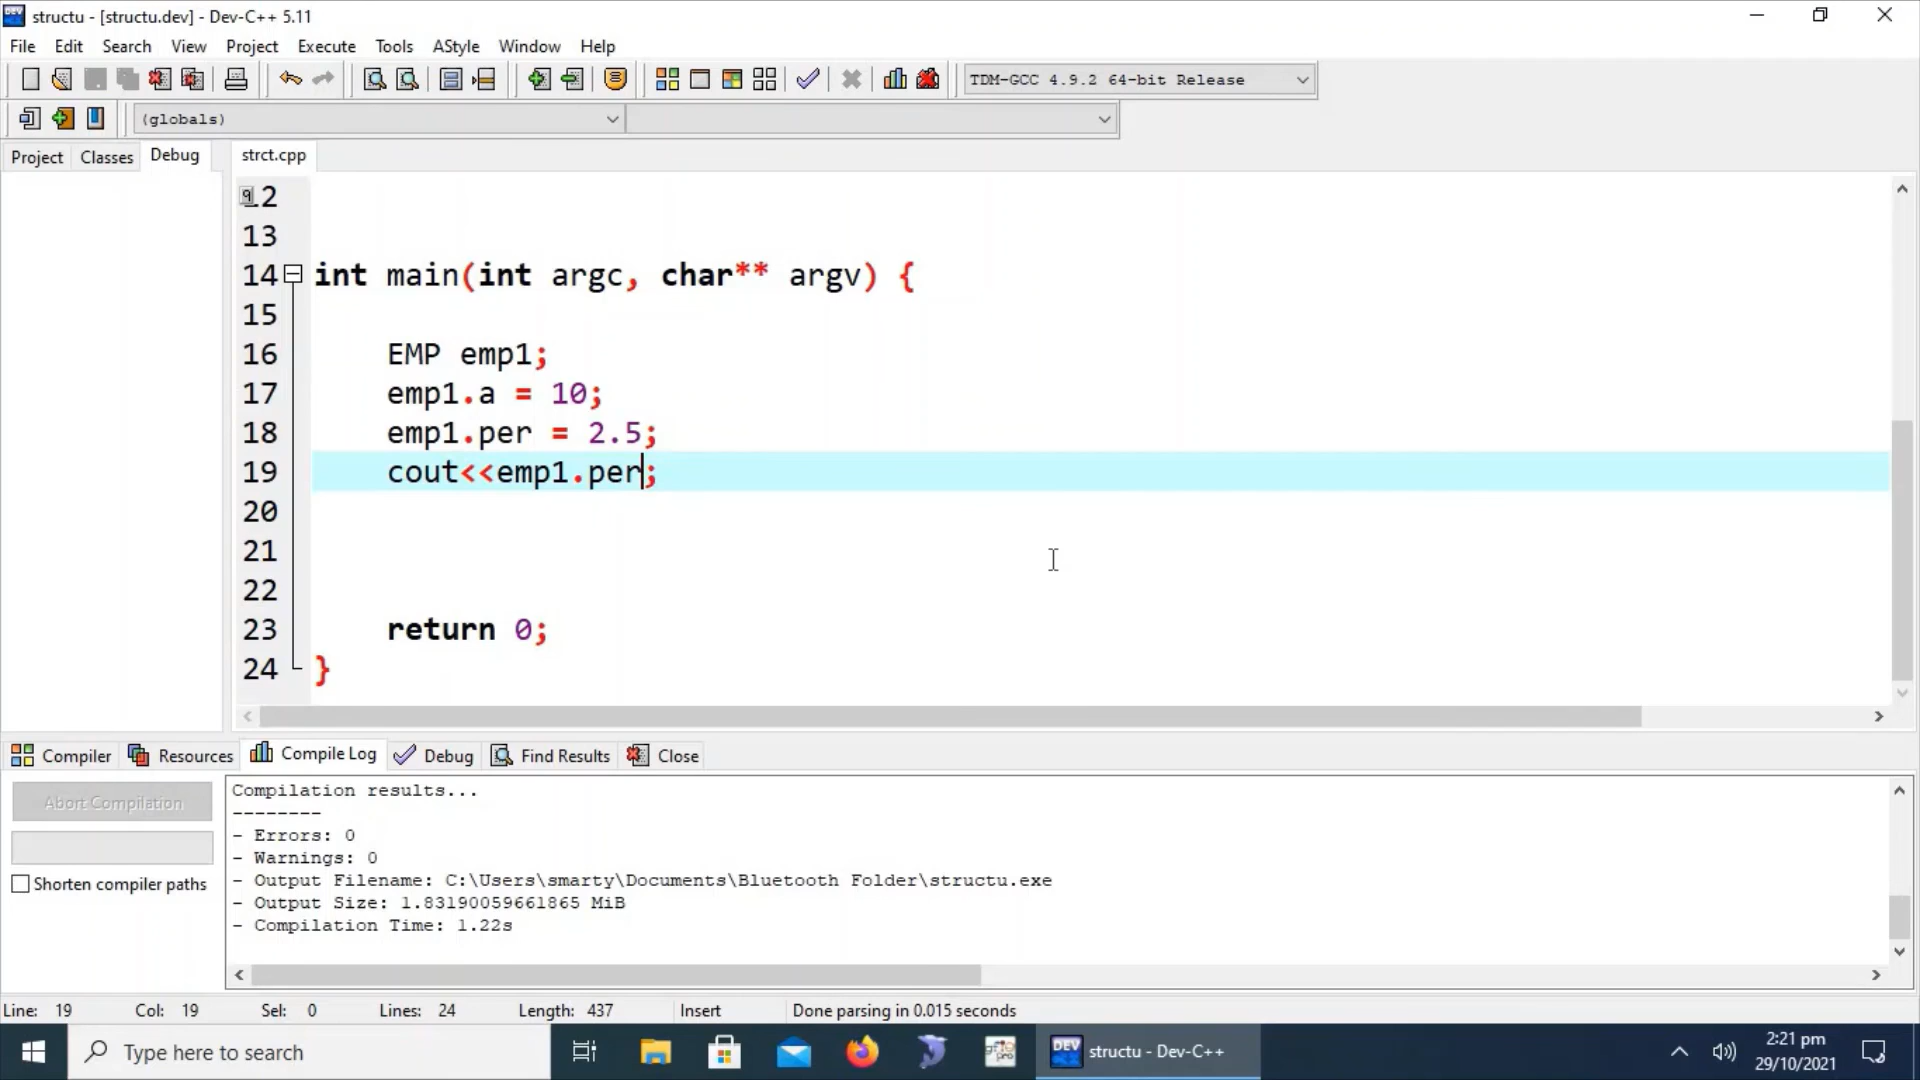 structu - [structu.dev] - Dev-C++ 5.11
File Edit Search View Project Execute Tools AStyle Window Help
TDM-GCC 4.9.2 64-bit Release
(globals)
Project Classes Debug strct.cpp
12
13
14 int main(int argc, char** argv) {
15
16 EMP emp1;
17 emp1.a = 10;
18 emp1.per = 2.5;
19 cout<<emp1.per;
20
21
22
23 return 0;
24 }
Compiler Resources Compile Log Debug Find Results Close
Abort Compilation
Shorten compiler paths
Compilation results...
--------
- Errors: 0
- Warnings: 0
- Output Filename: C:\Users\smarty\Documents\Bluetooth Folder\structu.exe
- Output Size: 1.83190059661865 MiB
- Compilation Time: 1.22s
Line: 19 Col: 19 Sel: 0 Lines: 24 Length: 437 Insert Done parsing in 0.015 seconds
Type here to search
DEV structu - Dev-C++
2:21 pm
29/10/2021